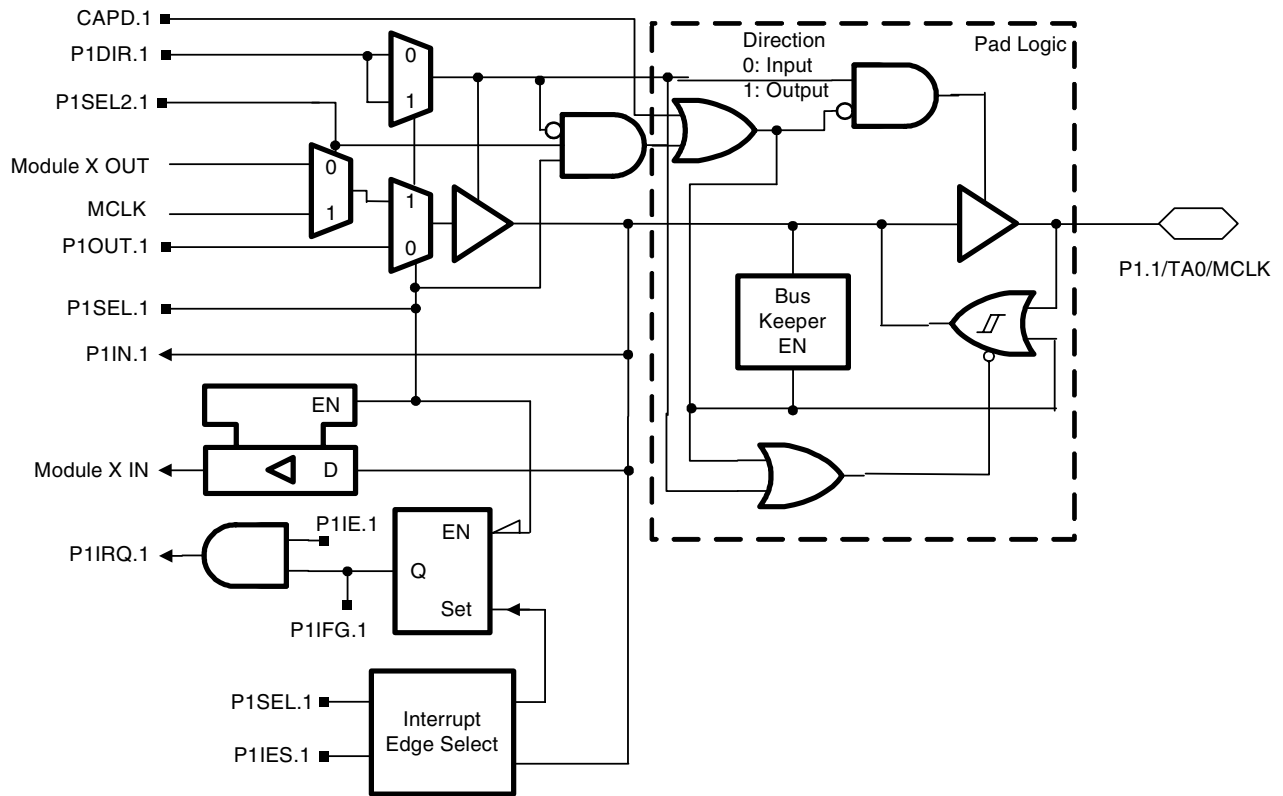 CAPD.1
P1DIR.1
P1SEL2.1
Module X OUT
MCLK
P1OUT.1
P1SEL.1
P1IN.1
Module X IN
P1IRQ.1
0
1
0
1
1
0
EN
D
P1IE.1
P1IFG.1
EN
Q
Set
P1SEL.1
P1IES.1
Interrupt
Edge Select
Direction
0: Input
1: Output
Pad Logic
Bus
Keeper
EN
P1.1/TA0/MCLK